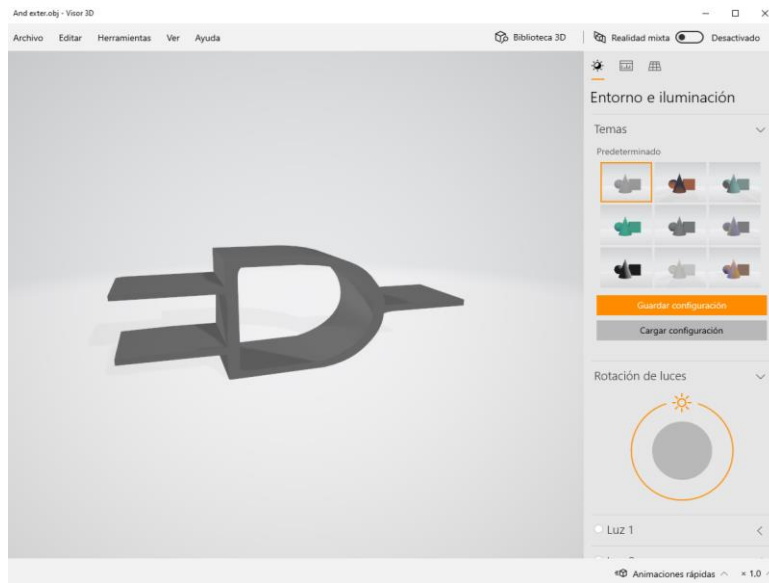 And exter.obj - Visor 3D
Archivo Editar Herramientas Ver Ayuda Biblioteca 3D Realidad mixta Desactivado
Entorno e iluminación
Temas
Predeterminado
Guardar configuración
Cargar configuración
Rotación de luces
Luz 1
Animaciones rápidas × 1,0